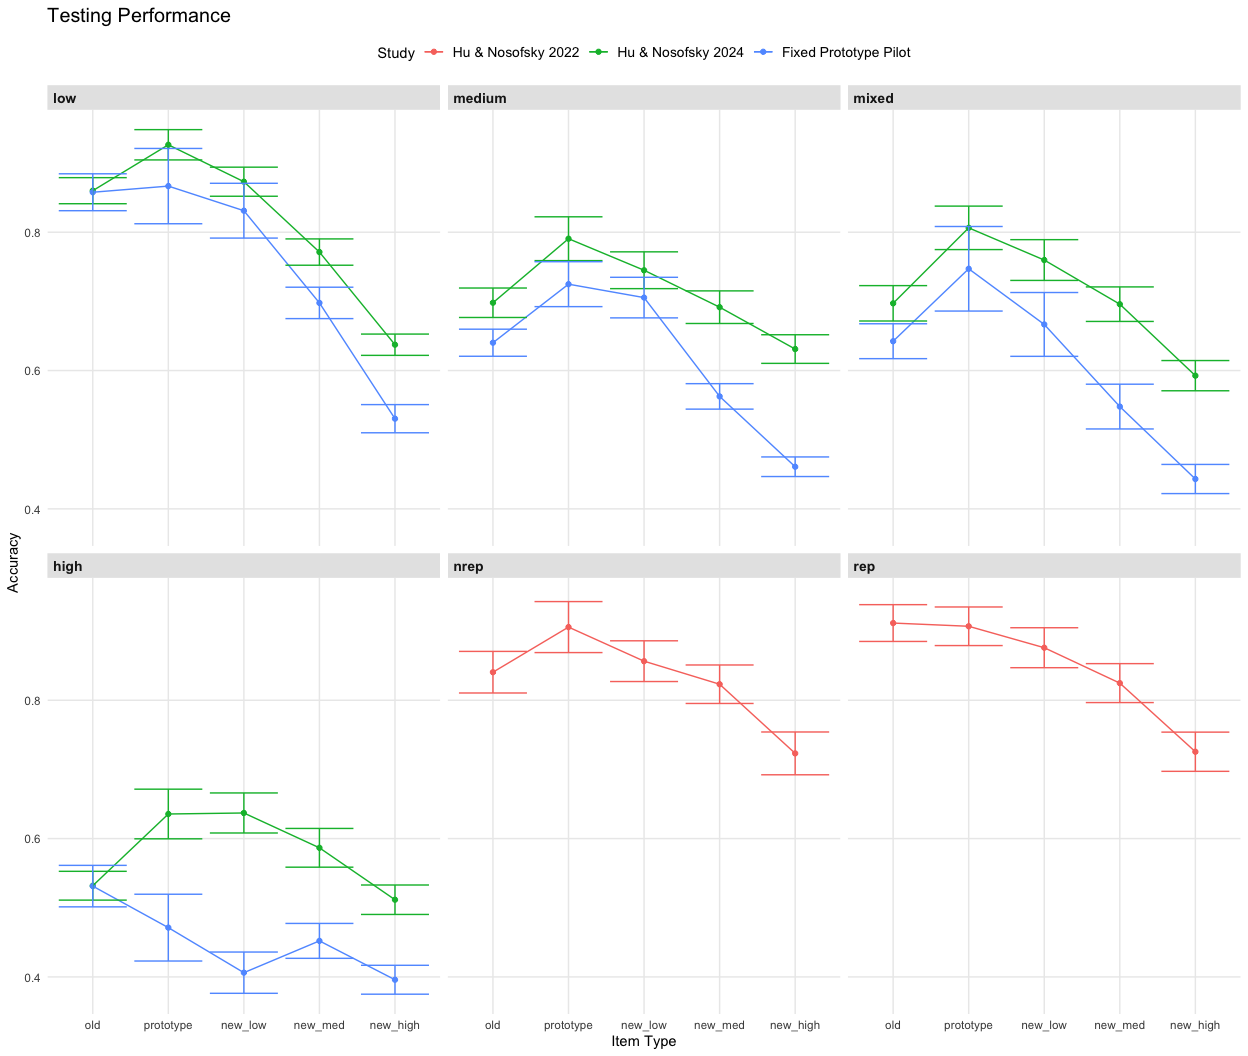 Testing Performance
Study Hu & Nosofsky 2022 Hu & Nosofsky 2024 Fixed Prototype Pilot
low medium mixed
0.8
0.6
0.4
Accuracy
high nrep rep
0.8
0.6
0.4
old prototype new_low new_med new_high old prototype new_low new_med new_high old prototype new_low new_med new_high
Item Type